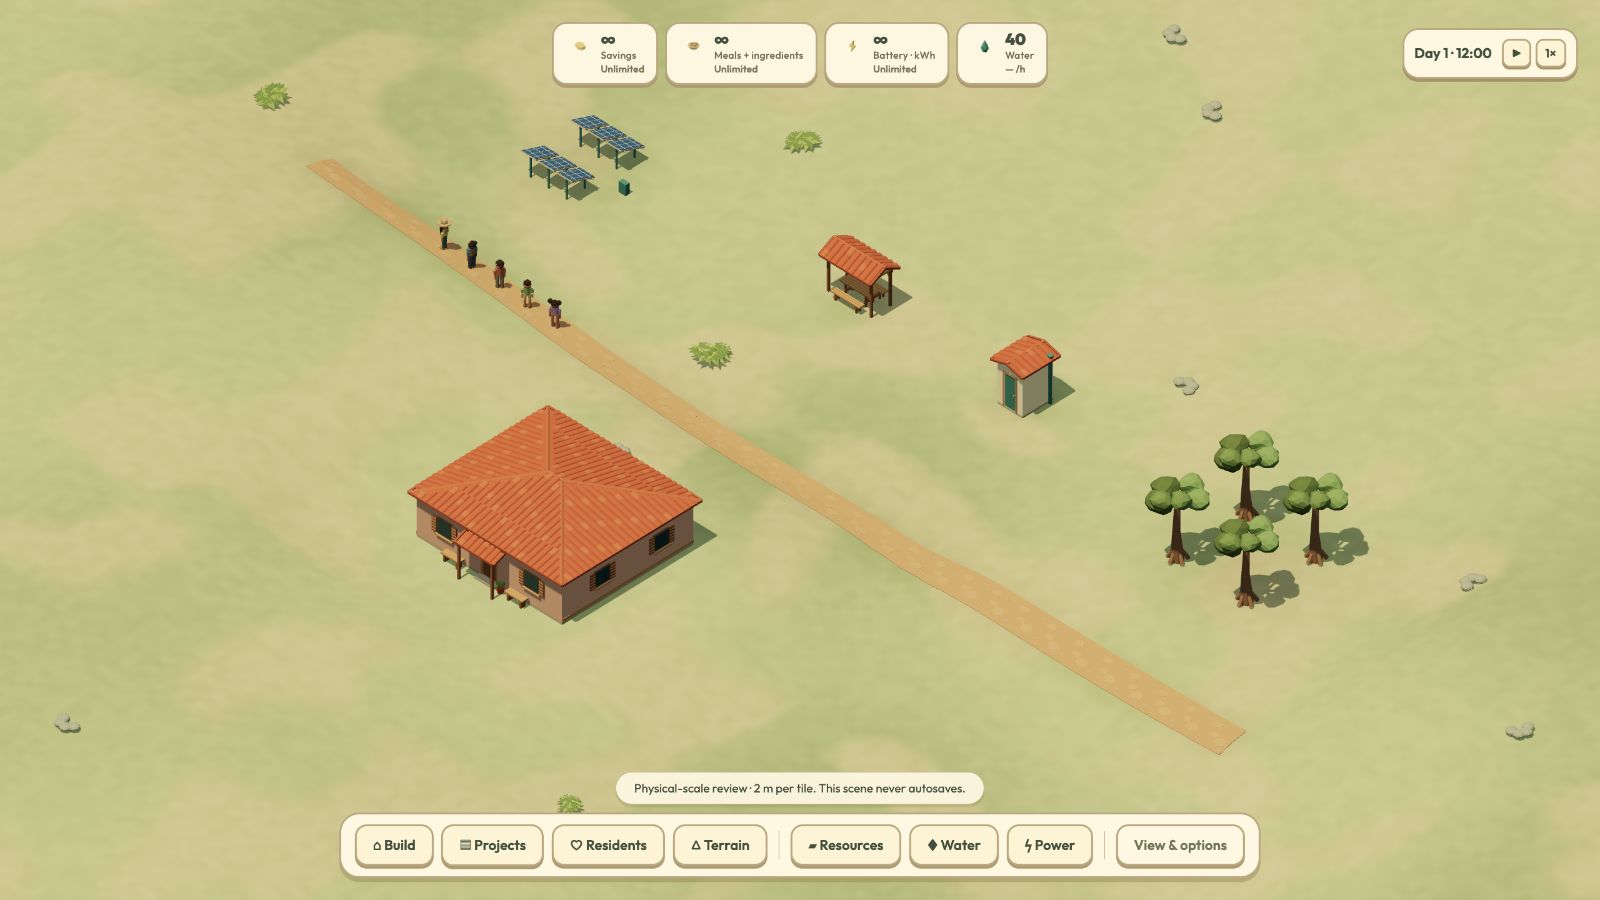 ∞
Savings
Unlimited
∞
Meals + ingredients
Unlimited
∞
Battery · kWh
Unlimited
40
Water
— /h
Day 1 · 12:00
1×
Physical-scale review · 2 m per tile. This scene never autosaves.
Build
Projects
Residents
Terrain
Resources
Water
Power
View & options